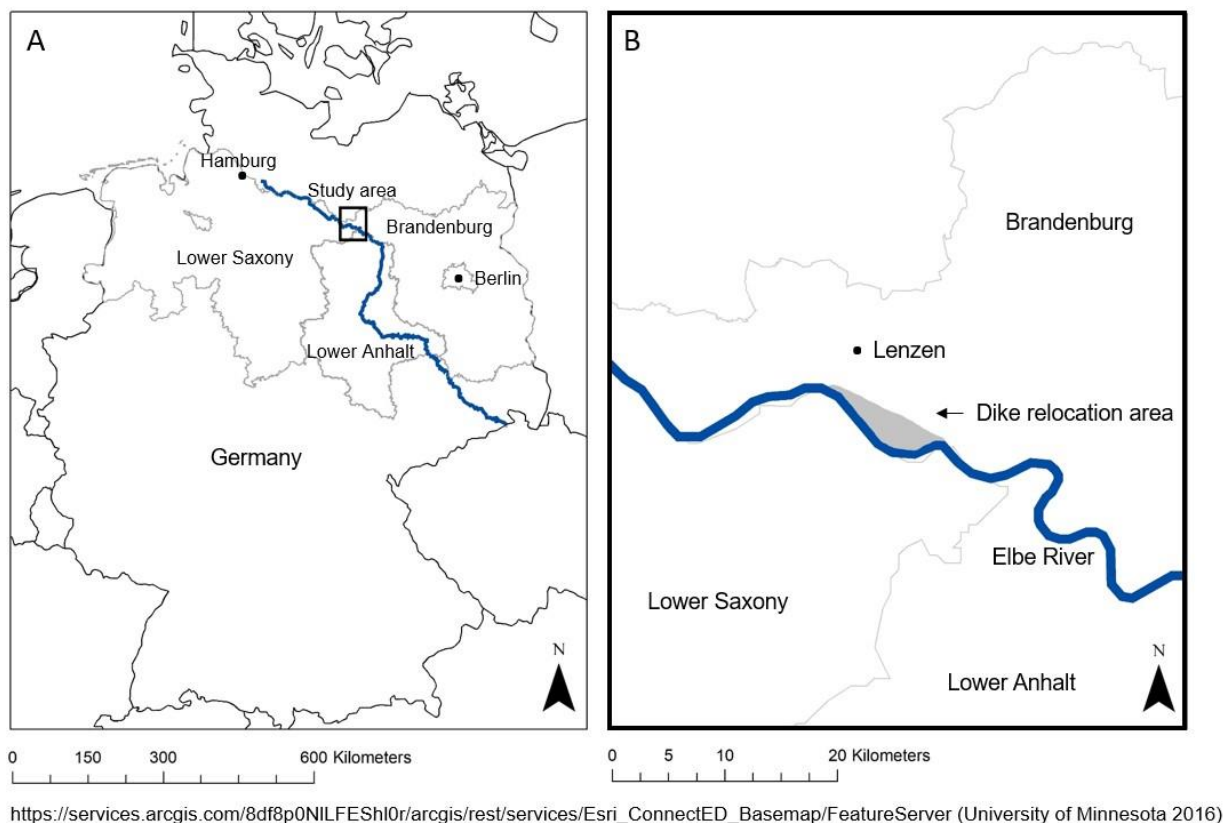 A
Hamburg
Study area
Brandenburg
Lower Saxony
Berlin
Lower Anhalt
Germany
N
0 150 300 600 Kilometers
B
Brandenburg
Lenzen
Dike relocation area
Elbe River
Lower Saxony
Lower Anhalt
N
0 5 10 20 Kilometers
https://services.arcgis.com/8df8p0NlLFEShl0r/arcgis/rest/services/Esri_ConnectED_Basemap/FeatureServer (University of Minnesota 2016)